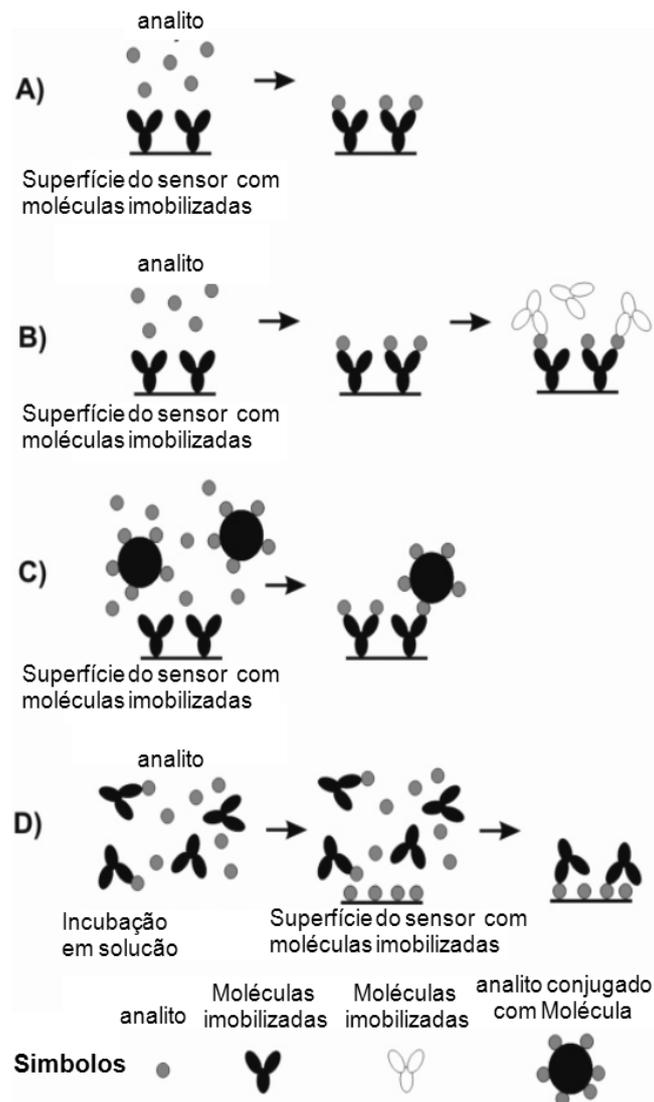 analito
A)
Superfície do sensor com
moléculas imobilizadas
analito
B)
Superfície do sensor com
moléculas imobilizadas
C)
Superfície do sensor com
moléculas imobilizadas
analito
D)
Incubação
em solucão
Superfície do sensor com
moléculas imobilizadas
Simbolos
analito
Moléculas
imobilizadas
Moléculas
imobilizadas
analito conjugado
com Molécula